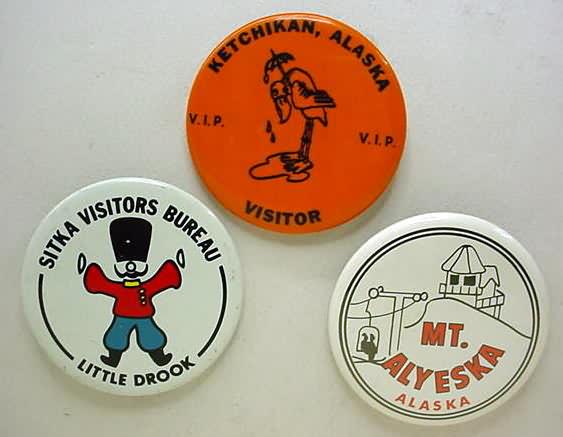 KETCHIKAN, ALASKA
V.I.P.
V.I.P.
VISITOR
SITKA VISITORS BUREAU
LITTLE DROOK
MT.
ALYESKA
ALASKA